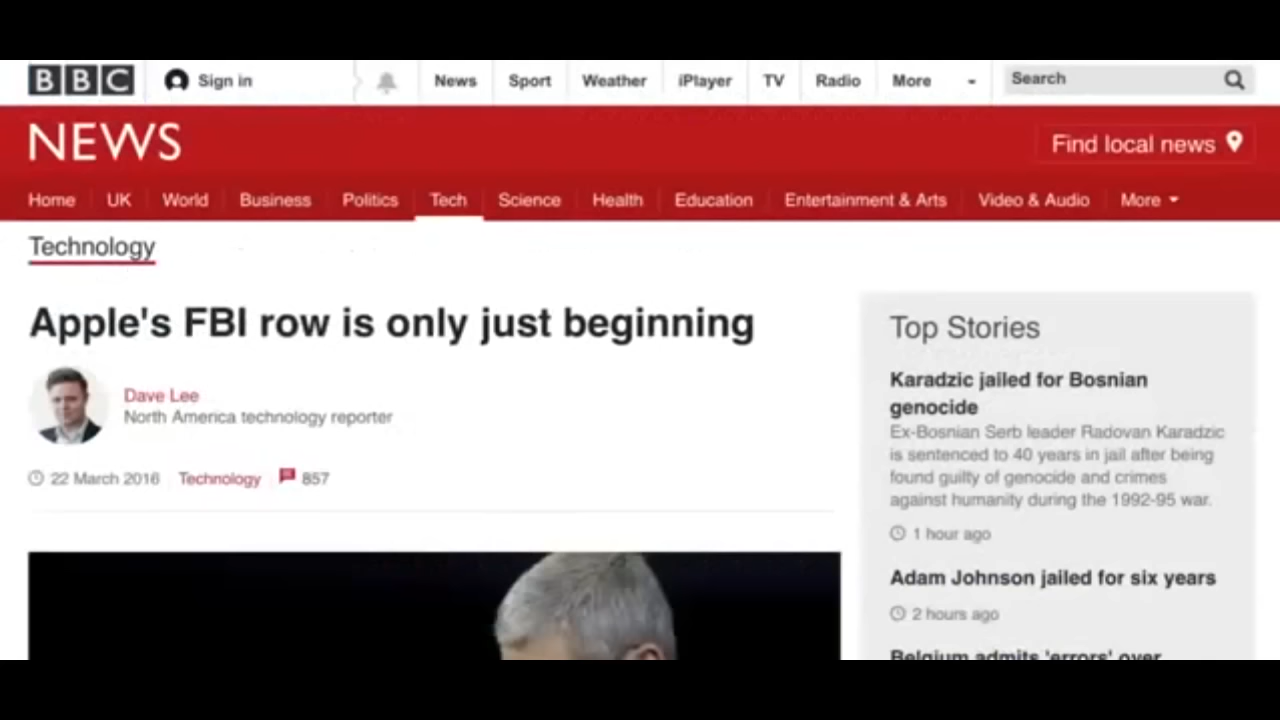 BBC Sign in News Sport Weather iPlayer TV Radio More Search
NEWS Find local news
Home UK World Business Politics Tech Science Health Education Entertainment & Arts Video & Audio More
Technology
Apple's FBI row is only just beginning
Dave Lee
North America technology reporter
22 March 2016 Technology 857
Top Stories
Karadzic jailed for Bosnian
genocide
Ex-Bosnian Serb leader Radovan Karadzic
is sentenced to 40 years in jail after being
found guilty of genocide and crimes
against humanity during the 1992-95 war.
1 hour ago
Adam Johnson jailed for six years
2 hours ago
Belgium admits 'errors' over